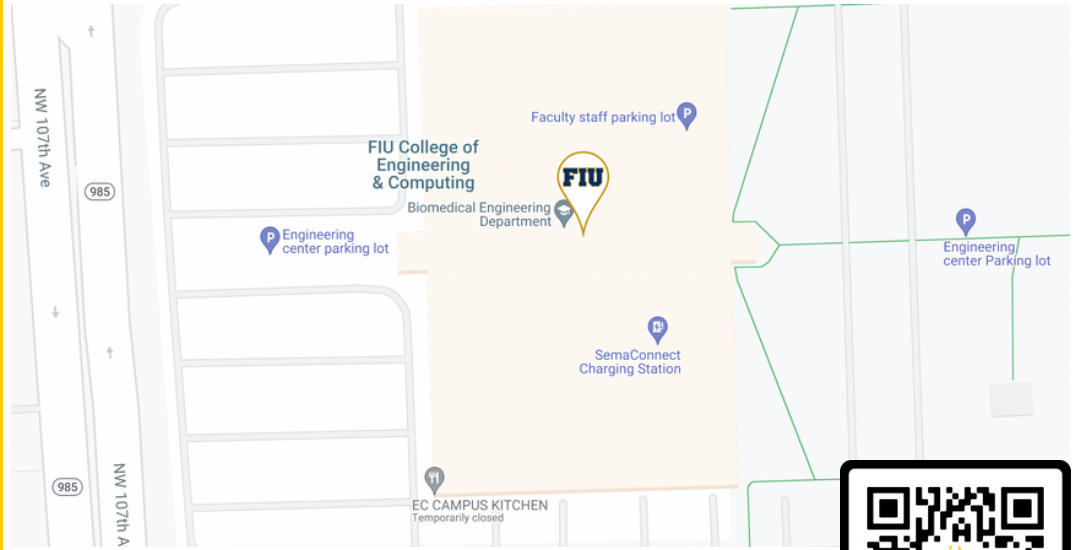 NW 107th Ave
985
FIU College of
Engineering
& Computing
Faculty staff parking lot
P
FIU
Biomedical Engineering
Department
P
Engineering
center parking lot
P
Engineering
center Parking lot
SemaConnect
Charging Station
985
NW 107th A
EC CAMPUS KITCHEN
Temporarily closed